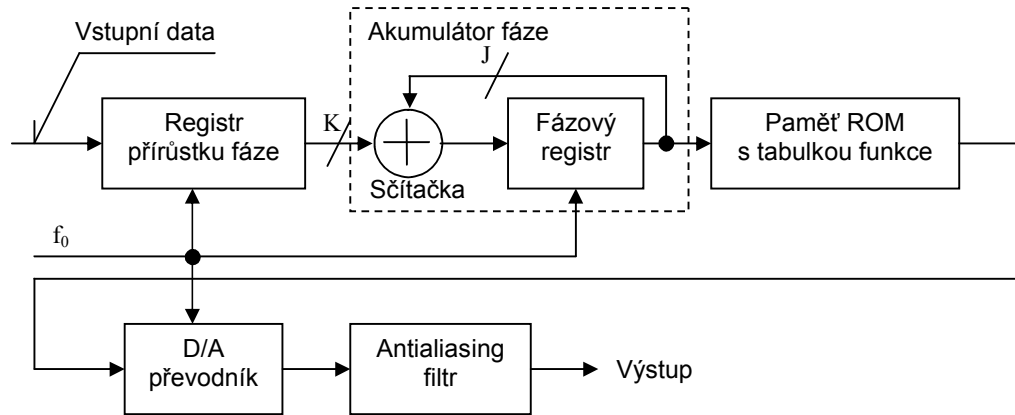 Vstupní data
Akumulátor fáze
J
Registr
přírůstku fáze
K
Sčítačka
Fázový
registr
Paměť ROM
s tabulkou funkce
f₀
D/A
převodník
Antialiasing
filtr
Výstup